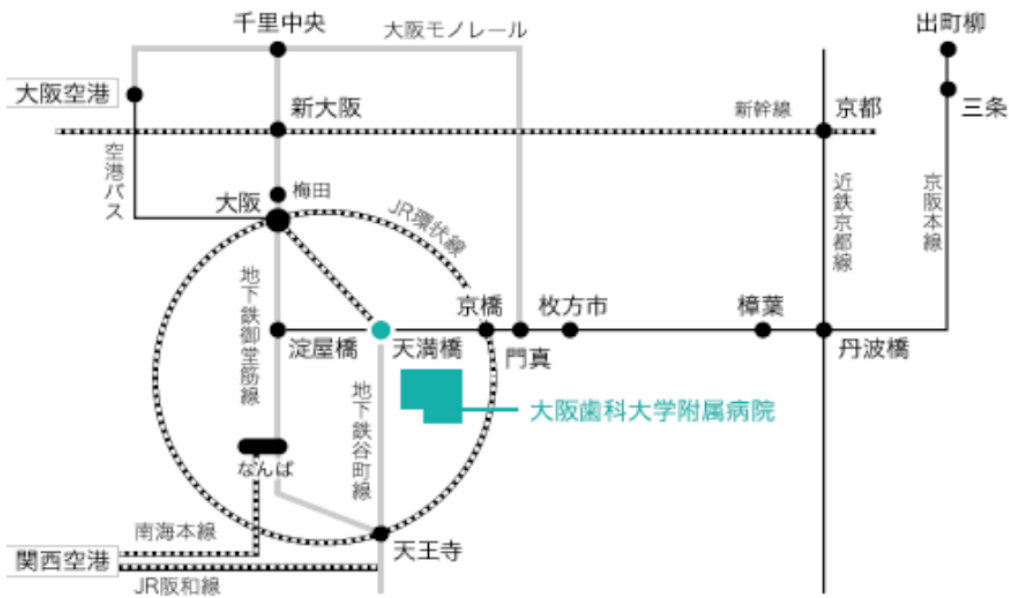 千里中央
大阪モノレール
出町柳
大阪空港
新大阪
新幹線
京都
三条
空港バス
梅田
大阪
JR環状線
近鉄京都線
京阪本線
地下鉄御堂筋線
京橋
枚方市
樟葉
淀屋橋
天満橋
門真
丹波橋
地下鉄谷町線
大阪歯科大学附属病院
なんば
南海本線
天王寺
関西空港
JR阪和線